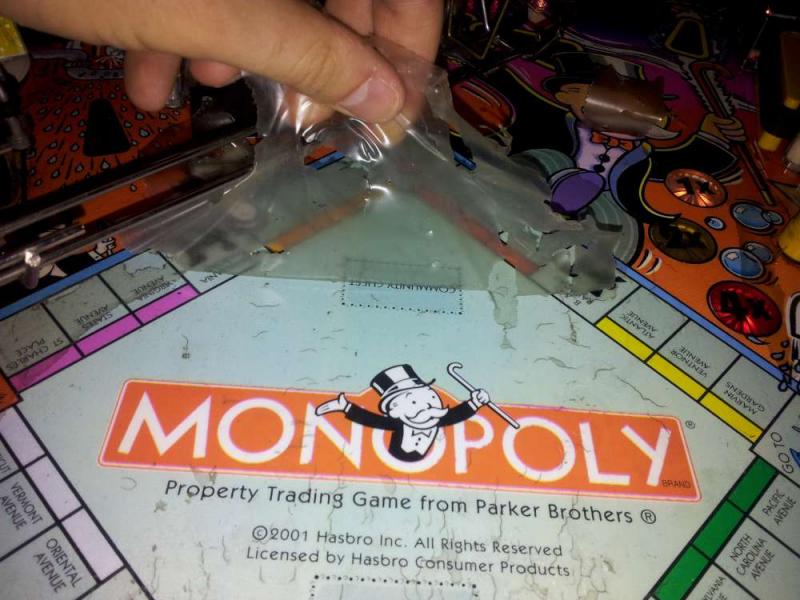 COMMUNITY CHEST
VIRGINIA AVENUE
STATES AVENUE
ST CHARLES PLACE
ATLANTIC AVENUE
VENTNOR AVENUE
MARVIN GARDENS
GO TO
MONOPOLY®
BRAND
Property Trading Game from Parker Brothers ®
©2001 Hasbro Inc. All Rights Reserved
Licensed by Hasbro Consumer Products
VERMONT AVENUE
ORIENTAL AVENUE
PACIFIC AVENUE
NORTH CAROLINA AVENUE